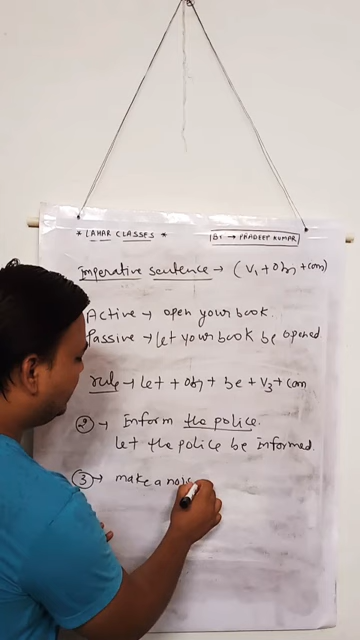 * LAHAR CLASSES *
By → PRADEEP KUMAR
Imperative sentence → (V1 + Obj + com)
Active → open your book.
Passive → let your book be opened
rule → Let + Obj + be + V3 + com
② → Inform the police.
Let the police be Informed.
③ → make a